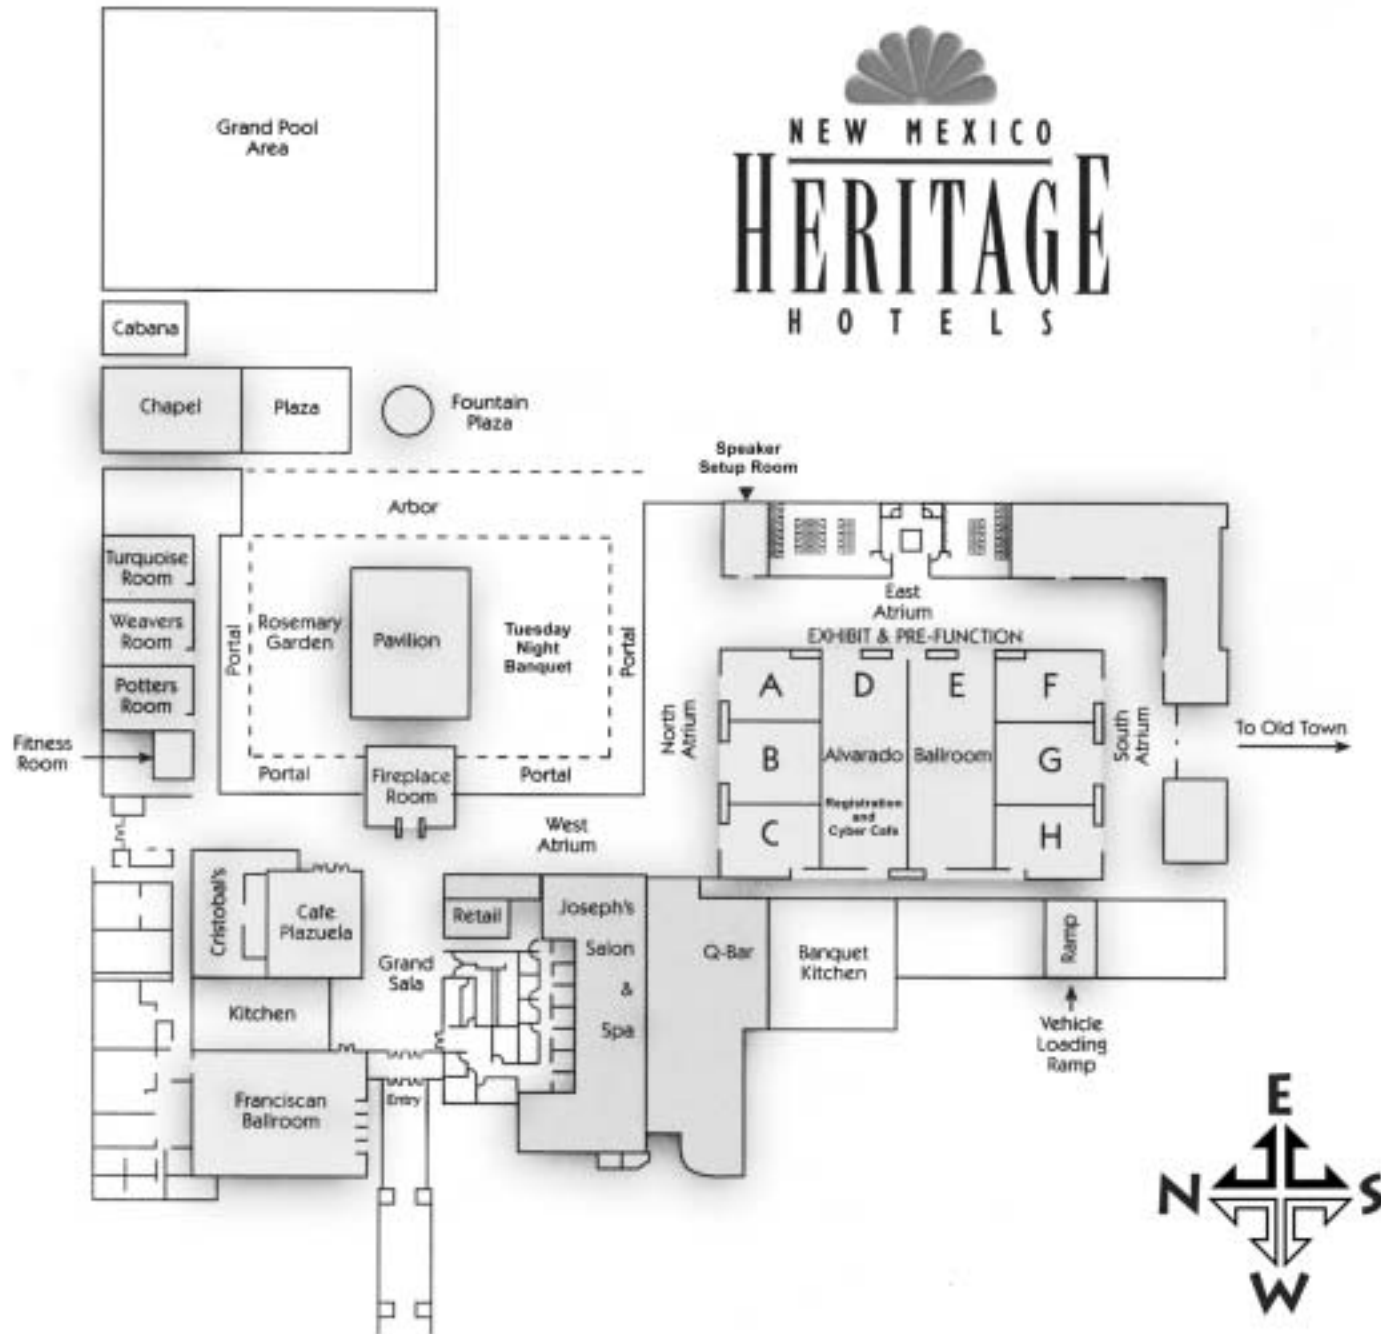 NEW MEXICO
HERITAGE
HOTELS
Grand Pool
Area
Cabana
Chapel
Plaza
Fountain
Plaza
Speaker
Setup Room
Arbor
Turquoise
Room
Weavers
Room
Potters
Room
Fitness
Room
Portal
Rosemary
Garden
Pavilion
Tuesday
Night
Banquet
Portal
Portal
Fireplace
Room
Portal
East
Atrium
EXHIBIT & PRE-FUNCTION
North
Atrium
A
B
C
D
Alvarado
Registration
and
Cyber Cafe
E
Ballroom
F
G
H
South
Atrium
To Old Town
West
Atrium
Cristobal's
Cafe
Plazuela
Grand
Sala
Retail
Joseph's
Salon
&
Spa
Q-Bar
Banquet
Kitchen
Ramp
Vehicle
Loading
Ramp
Kitchen
Franciscan
Ballroom
Entry
E
N
S
W